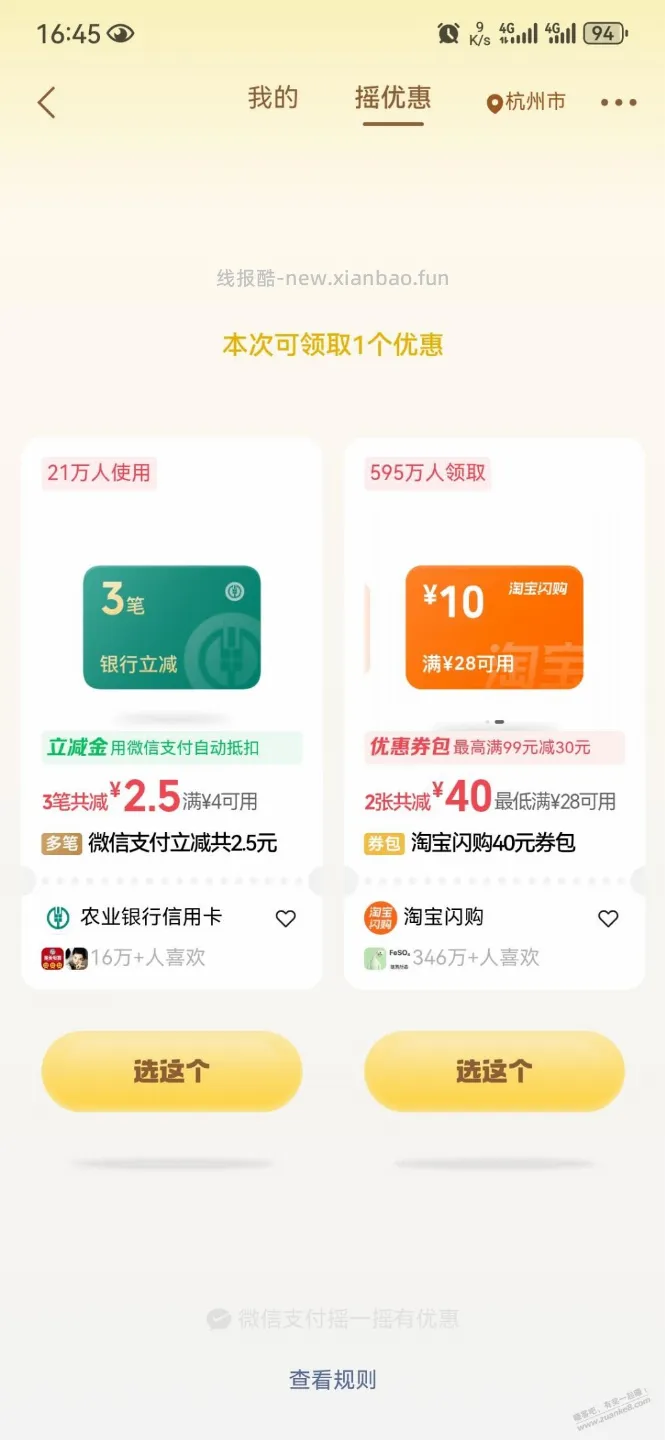 16:45
9 K/s 4G 4G 94
我的 摇优惠 杭州市
线报酷-new.xianbao.fun
本次可领取1个优惠
21万人使用
3笔
银行立减
立减金 用微信支付自动抵扣
3笔共减¥2.5满¥4可用
多笔 微信支付立减共2.5元
农业银行信用卡
16万+人喜欢
选这个
595万人领取
¥10 淘宝闪购
满¥28可用
淘宝
优惠券包 最高满99元减30元
2张共减¥40最低满¥28可用
券包 淘宝闪购40元券包
淘宝闪购 淘宝闪购
FeSO₄
346万+人喜欢
选这个
微信支付摇一摇有优惠
查看规则
www.zuanke8.com